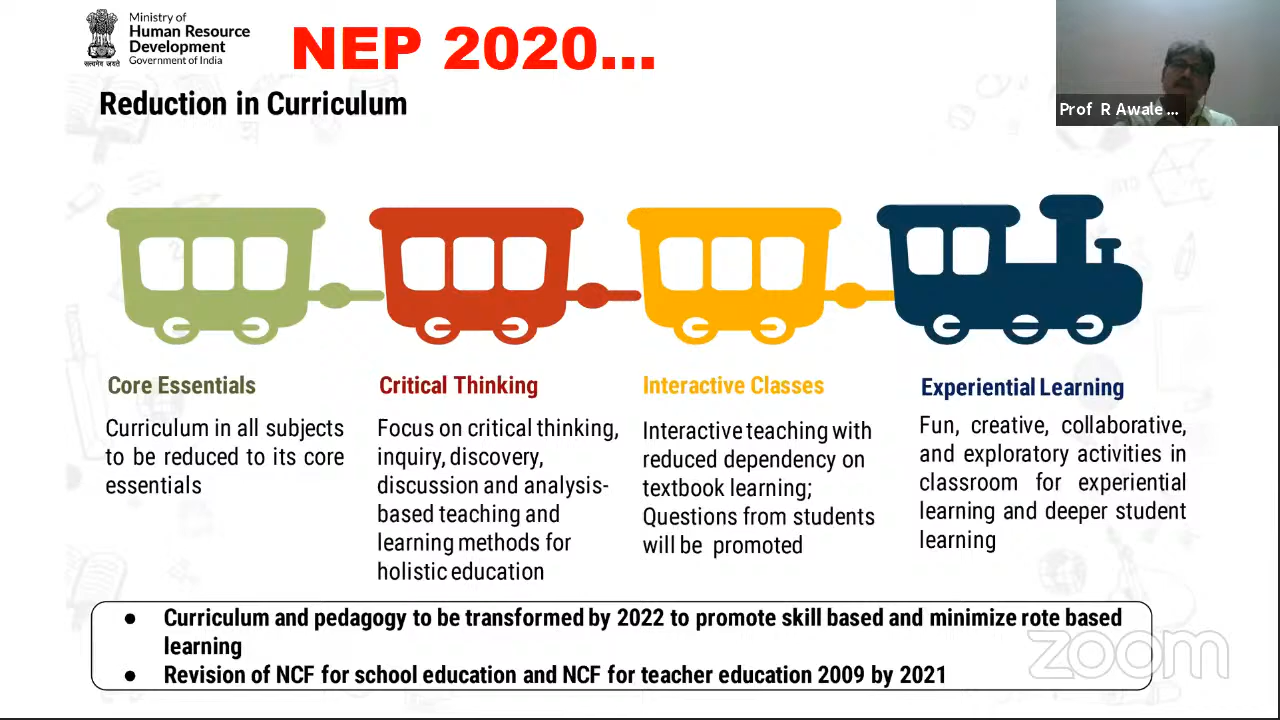 Ministry of
Human Resource
Development
Government of India
सत्यमेव जयते
NEP 2020...
Prof R Awale ...
Reduction in Curriculum
Core Essentials
Curriculum in all subjects
to be reduced to its core
essentials
Critical Thinking
Focus on critical thinking,
inquiry, discovery,
discussion and analysis-
based teaching and
learning methods for
holistic education
Interactive Classes
Interactive teaching with
reduced dependency on
textbook learning;
Questions from students
will be promoted
Experiential Learning
Fun, creative, collaborative,
and exploratory activities in
classroom for experiential
learning and deeper student
learning
● Curriculum and pedagogy to be transformed by 2022 to promote skill based and minimize rote based
learning
● Revision of NCF for school education and NCF for teacher education 2009 by 2021
zoom